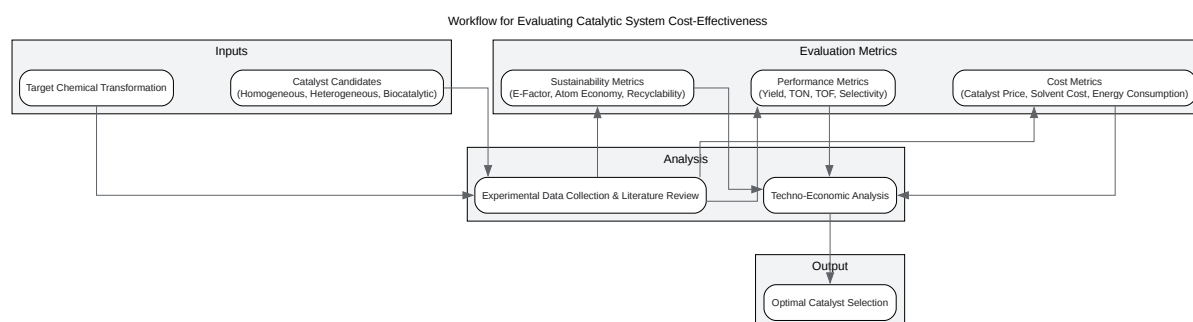 Workflow for Evaluating Catalytic System Cost-Effectiveness
Inputs
Evaluation Metrics
Target Chemical Transformation
Catalyst Candidates
(Homogeneous, Heterogeneous, Biocatalytic)
Sustainability Metrics
(E-Factor, Atom Economy, Recyclability)
Performance Metrics
(Yield, TON, TOF, Selectivity)
Cost Metrics
(Catalyst Price, Solvent Cost, Energy Consumption)
Analysis
Experimental Data Collection & Literature Review
Techno-Economic Analysis
Output
Optimal Catalyst Selection